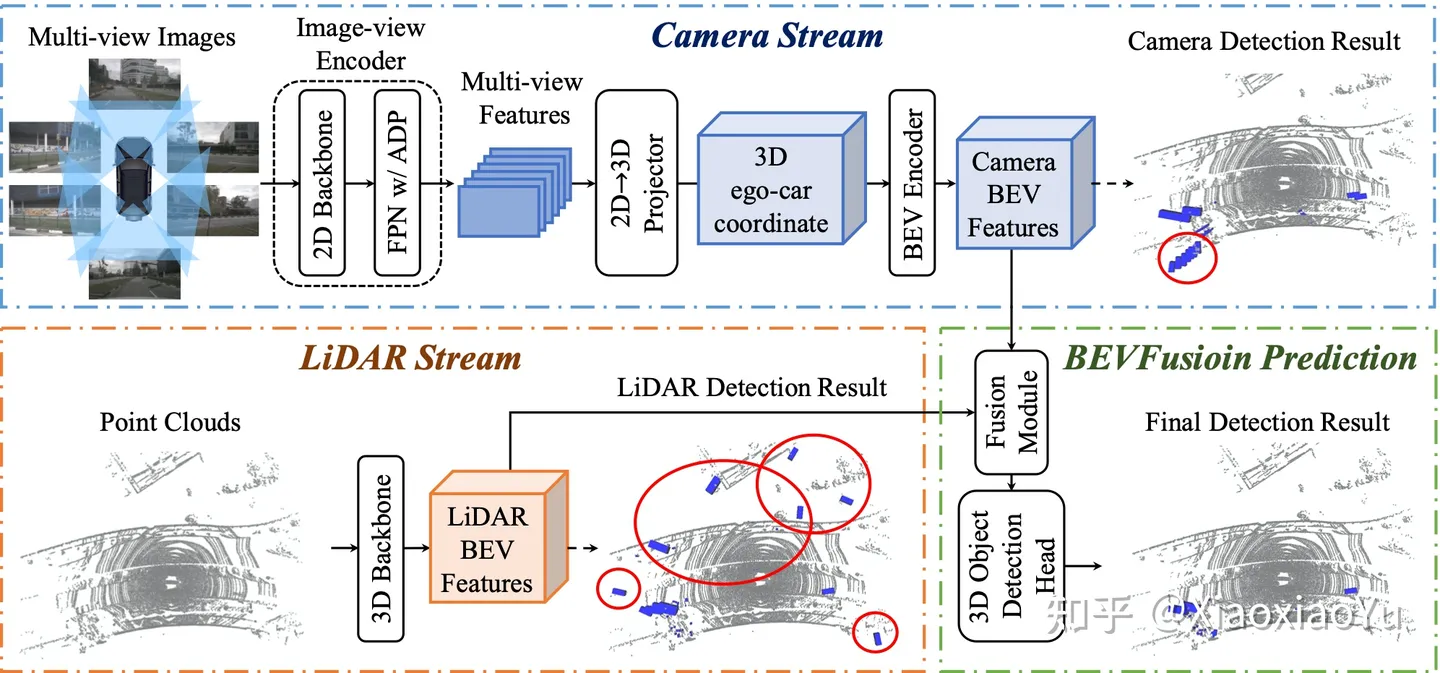 Camera Stream
Multi-view Images
Image-view
Encoder
2D Backbone
FPN w/ ADP
Multi-view
Features
2D→3D
Projector
3D
ego-car
coordinate
BEV Encoder
Camera
BEV
Features
Camera Detection Result
LiDAR Stream
Point Clouds
3D Backbone
LiDAR
BEV
Features
LiDAR Detection Result
BEVFusioin Prediction
Fusion
Module
3D Object
Detection
Head
Final Detection Result
知乎 @XiaoxiaoYu